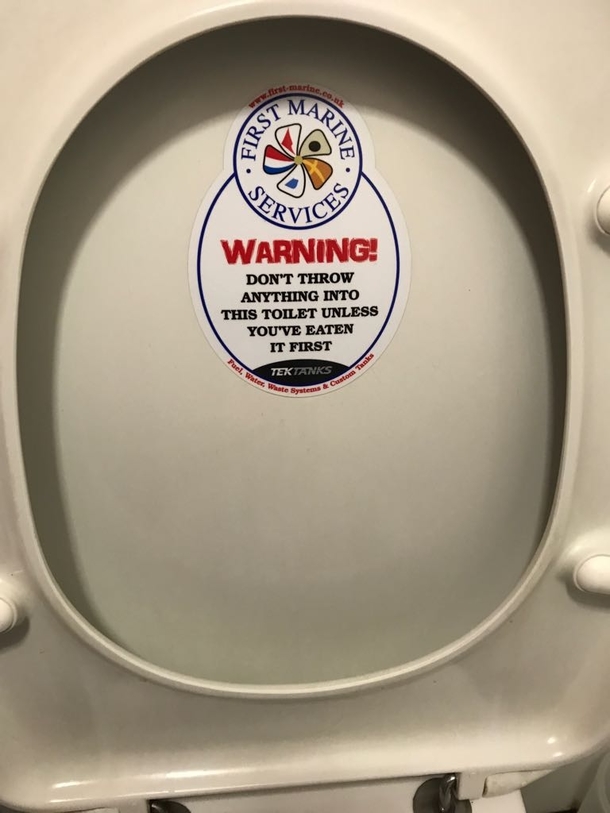 www.first-marine.co.uk
FIRST MARINE
SERVICES
WARNING!
DON'T THROW
ANYTHING INTO
THIS TOILET UNLESS
YOU'VE EATEN
IT FIRST
TEKTANKS
Fuel, Water, Waste Systems & Custom Tanks